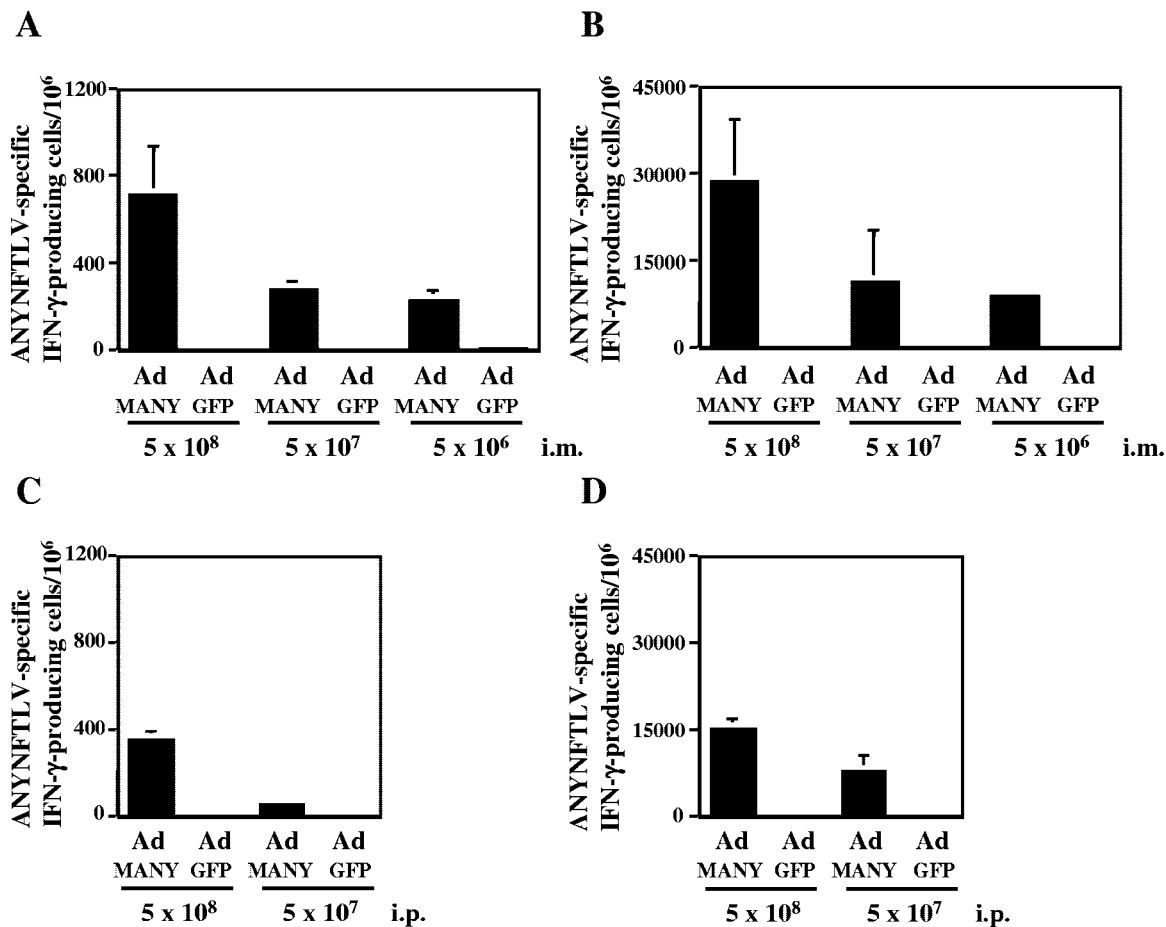 A
ANYNFTLV-specific
IFN-γ-producing cells/10⁶
1200
800
400
0
Ad Ad Ad Ad Ad Ad
MANY GFP MANY GFP MANY GFP
5 x 10⁸ 5 x 10⁷ 5 x 10⁶ i.m.
B
ANYNFTLV-specific
IFN-γ-producing cells/10⁶
45000
30000
15000
0
Ad Ad Ad Ad Ad Ad
MANY GFP MANY GFP MANY GFP
5 x 10⁸ 5 x 10⁷ 5 x 10⁶ i.m.
C
ANYNFTLV-specific
IFN-γ-producing cells/10⁶
1200
800
400
0
Ad Ad Ad Ad
MANY GFP MANY GFP
5 x 10⁸ 5 x 10⁷ i.p.
D
ANYNFTLV-specific
IFN-γ-producing cells/10⁶
45000
30000
15000
0
Ad Ad Ad Ad
MANY GFP MANY GFP
5 x 10⁸ 5 x 10⁷ i.p.